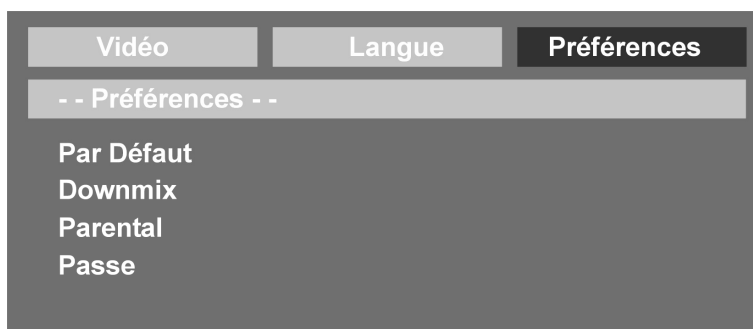 Vidéo Langue Préférences
- - Préférences - -
Par Défaut
Downmix
Parental
Passe